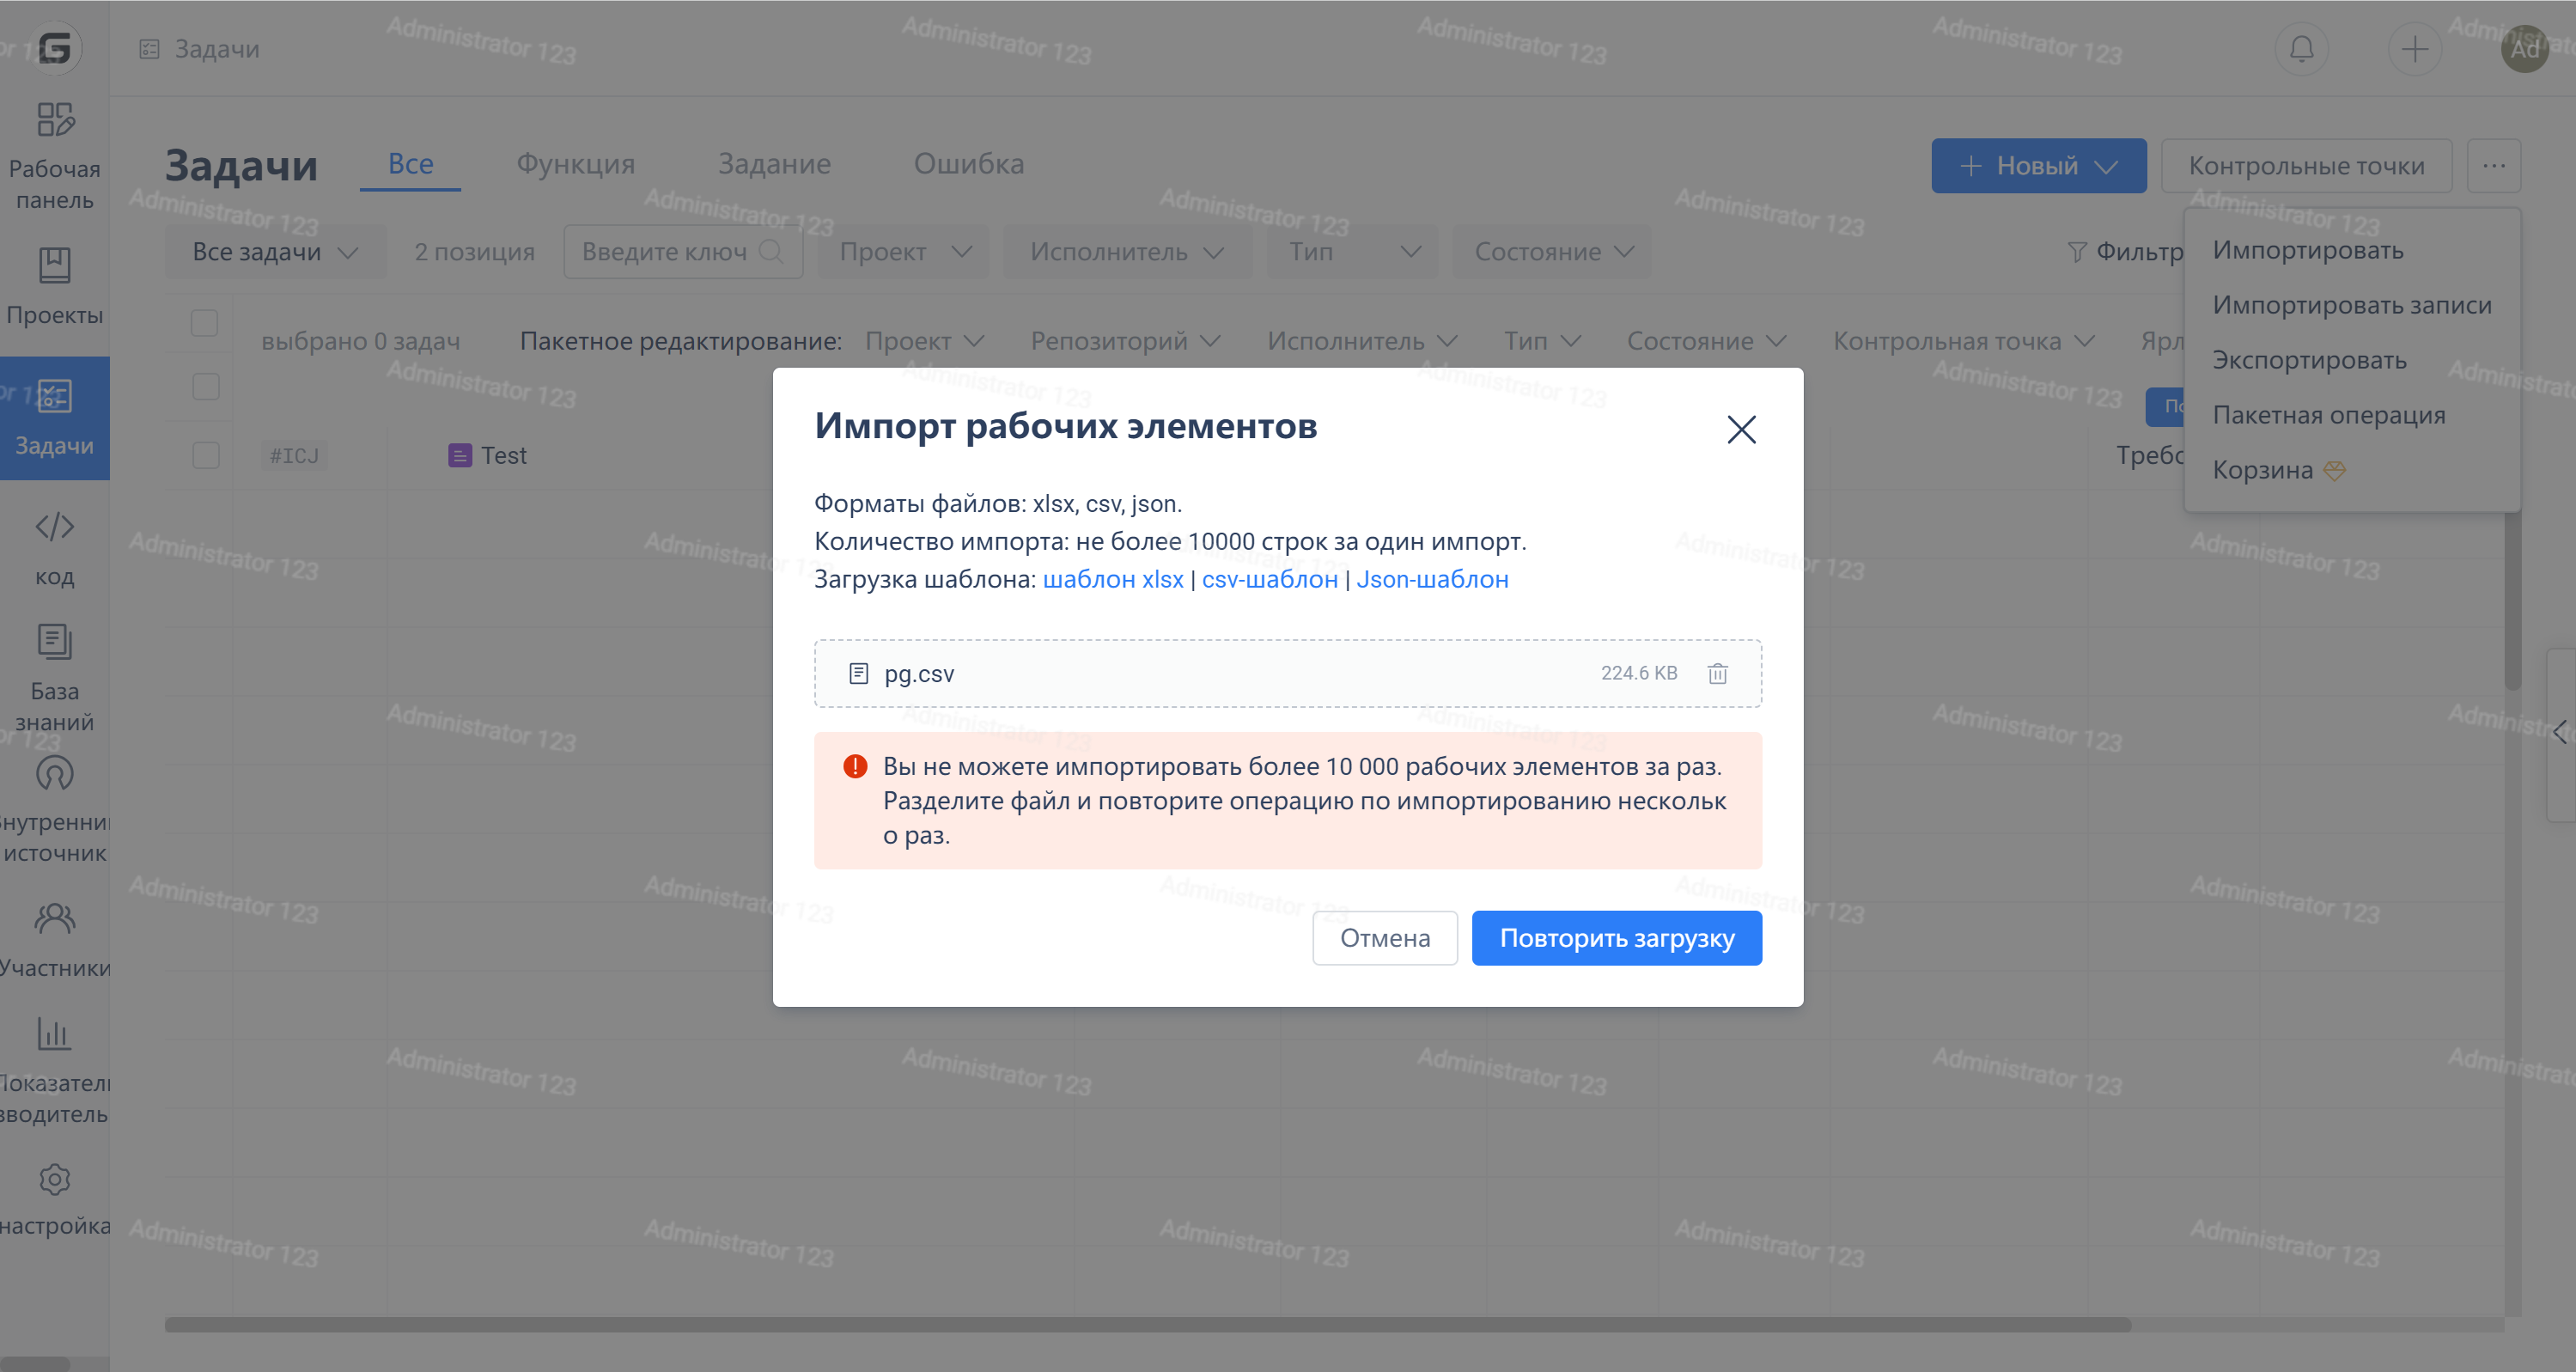 Задачи
Ad
Рабочая
панель
Проекты
Задачи
код
База
знаний
источник
Участники
настройка
Задачи
Все
Функция
Задание
Ошибка
Новый
Контрольные точки
Все задачи
2 позиция
Введите ключ
Проект
Исполнитель
Тип
Состояние
Фильтр
Импортировать
Импортировать записи
Экспортировать
Пакетная операция
Корзина
выбрано 0 задач
Пакетное редактирование:
Проект
Репозиторий
Исполнитель
Тип
Состояние
Контрольная точка
#ICJ
Test
Импорт рабочих элементов
Форматы файлов: xlsx, csv, json.
Количество импорта: не более 10000 строк за один импорт.
Загрузка шаблона: шаблон xlsx | csv-шаблон | Json-шаблон
pg.csv
224.6 KB
Вы не можете импортировать более 10 000 рабочих элементов за раз.
Разделите файл и повторите операцию по импортированию нескольк
о раз.
Отмена
Повторить загрузку
Administrator 123